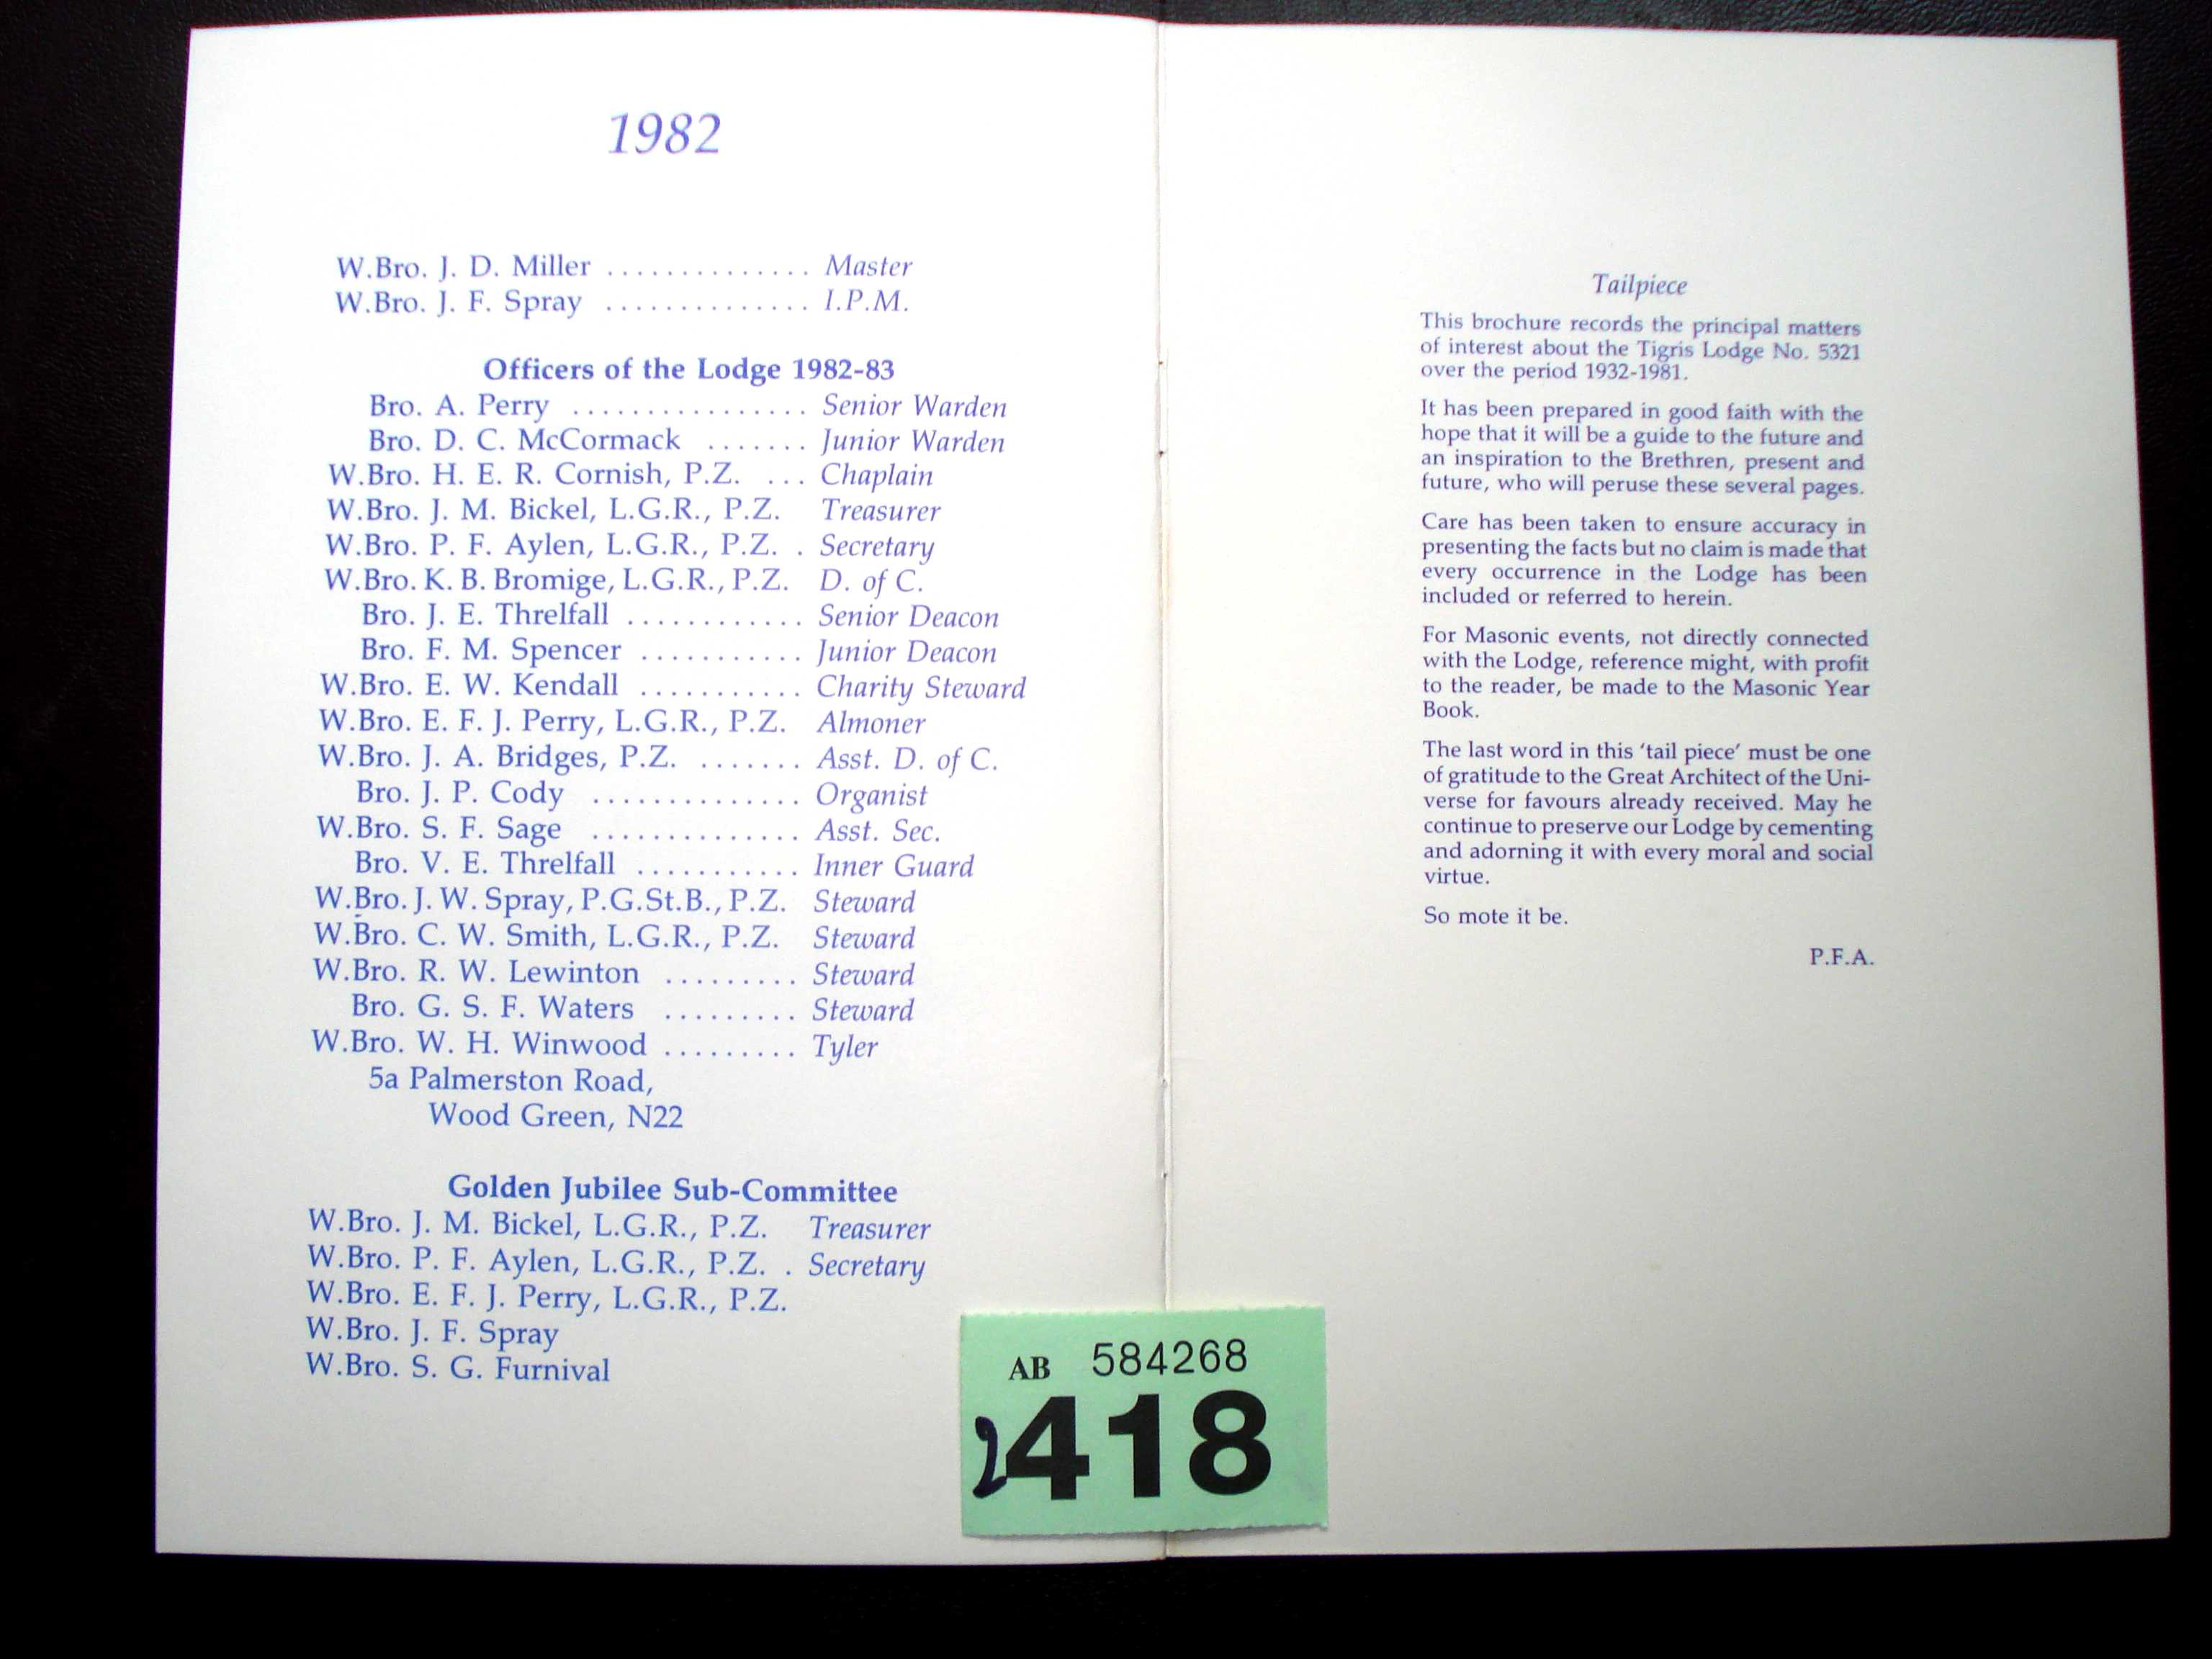 1982
W.Bro. J. D. Miller .............. Master
W.Bro. J. F. Spray .............. I.P.M.
Officers of the Lodge 1982-83
Bro. A. Perry ................ Senior Warden
Bro. D. C. McCormack ....... Junior Warden
W.Bro. H. E. R. Cornish, P.Z. ... Chaplain
W.Bro. J. M. Bickel, L.G.R., P.Z. Treasurer
W.Bro. P. F. Aylen, L.G.R., P.Z. . Secretary
W.Bro. K. B. Bromige, L.G.R., P.Z. D. of C.
Bro. J. E. Threlfall ............ Senior Deacon
Bro. F. M. Spencer ........... Junior Deacon
W.Bro. E. W. Kendall ........... Charity Steward
W.Bro. E. F. J. Perry, L.G.R., P.Z. Almoner
W.Bro. J. A. Bridges, P.Z. ....... Asst. D. of C.
Bro. J. P. Cody .............. Organist
W.Bro. S. F. Sage .............. Asst. Sec.
Bro. V. E. Threlfall ........... Inner Guard
W.Bro. J. W. Spray, P.G.St.B., P.Z. Steward
W.Bro. C. W. Smith, L.G.R., P.Z. Steward
W.Bro. R. W. Lewinton ......... Steward
Bro. G. S. F. Waters ......... Steward
W.Bro. W. H. Winwood ......... Tyler
5a Palmerston Road,
Wood Green, N22
Golden Jubilee Sub-Committee
W.Bro. J. M. Bickel, L.G.R., P.Z. Treasurer
W.Bro. P. F. Aylen, L.G.R., P.Z. . Secretary
W.Bro. E. F. J. Perry, L.G.R., P.Z.
W.Bro. J. F. Spray
W.Bro. S. G. Furnival
Tailpiece
This brochure records the principal matters
of interest about the Tigris Lodge No. 5321
over the period 1932-1981.
It has been prepared in good faith with the
hope that it will be a guide to the future and
an inspiration to the Brethren, present and
future, who will peruse these several pages.
Care has been taken to ensure accuracy in
presenting the facts but no claim is made that
every occurrence in the Lodge has been
included or referred to herein.
For Masonic events, not directly connected
with the Lodge, reference might, with profit
to the reader, be made to the Masonic Year
Book.
The last word in this 'tail piece' must be one
of gratitude to the Great Architect of the Uni-
verse for favours already received. May he
continue to preserve our Lodge by cementing
and adorning it with every moral and social
virtue.
So mote it be.
P.F.A.
AB 584268
2418